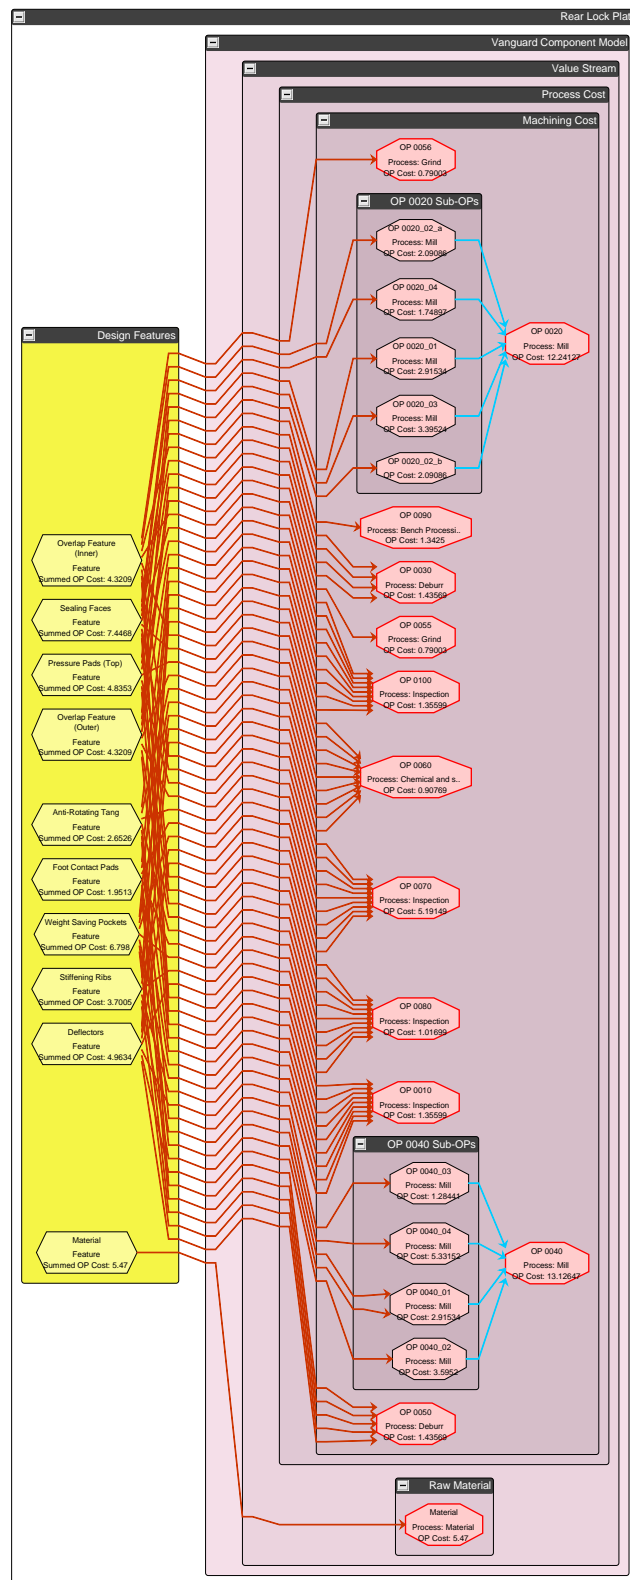 Rear Lock Plat
Vanguard Component Model
Value Stream
Process Cost
Machining Cost
OP 0056
Process: Grind
OP Cost: 0.79003
OP 0020 Sub-OPs
OP 0020_02_a
Process: Mill
OP Cost: 2.09086
OP 0020_04
Process: Mill
OP Cost: 1.74897
OP 0020_01
Process: Mill
OP Cost: 2.91534
OP 0020_03
Process: Mill
OP Cost: 3.39524
OP 0020_02_b
OP Cost: 2.09086
OP 0020
Process: Mill
OP Cost: 12.24127
OP 0090
Process: Bench Processi..
OP Cost: 1.3425
OP 0030
Process: Deburr
OP Cost: 1.43569
OP 0055
Process: Grind
OP Cost: 0.79003
OP 0100
Process: Inspection
OP Cost: 1.35599
OP 0060
Process: Chemical and s..
OP Cost: 0.90769
OP 0070
Process: Inspection
OP Cost: 5.19149
OP 0080
Process: Inspection
OP Cost: 1.01699
OP 0010
Process: Inspection
OP Cost: 1.35599
OP 0040 Sub-OPs
OP 0040_03
Process: Mill
OP Cost: 1.28441
OP 0040_04
Process: Mill
OP Cost: 5.33152
OP 0040_01
Process: Mill
OP Cost: 2.91534
OP 0040_02
Process: Mill
OP Cost: 3.5952
OP 0040
Process: Mill
OP Cost: 13.12647
OP 0050
Process: Deburr
OP Cost: 1.43569
Raw Material
Material
Process: Material
OP Cost: 5.47
Design Features
Overlap Feature
(Inner)
Feature
Summed OP Cost: 4.3209
Sealing Faces
Feature
Summed OP Cost: 7.4468
Pressure Pads (Top)
Feature
Summed OP Cost: 4.8353
Overlap Feature
(Outer)
Feature
Summed OP Cost: 4.3209
Anti-Rotating Tang
Feature
Summed OP Cost: 2.6526
Foot Contact Pads
Feature
Summed OP Cost: 1.9513
Weight Saving Pockets
Feature
Summed OP Cost: 6.798
Stiffening Ribs
Feature
Summed OP Cost: 3.7005
Deflectors
Feature
Summed OP Cost: 4.9634
Material
Feature
Summed OP Cost: 5.47